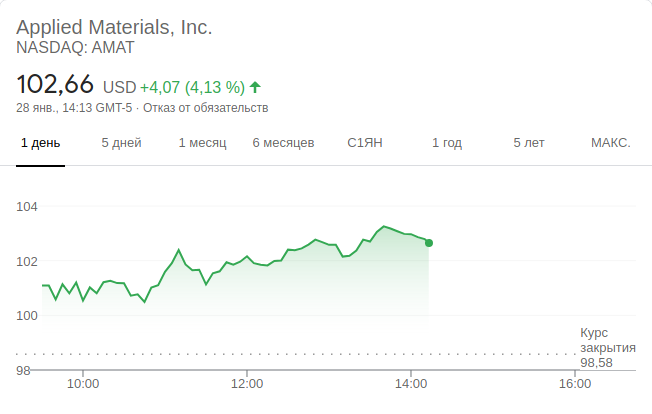 Applied Materials, Inc.
NASDAQ: AMAT
102,66 USD +4,07 (4,13 %)
28 янв., 14:13 GMT-5 · Отказ от обязательств
1 день 5 дней 1 месяц 6 месяцев С1ЯН 1 год 5 лет МАКС.
104
102
100
Курс
закрытия
98,58
98
10:00 12:00 14:00 16:00